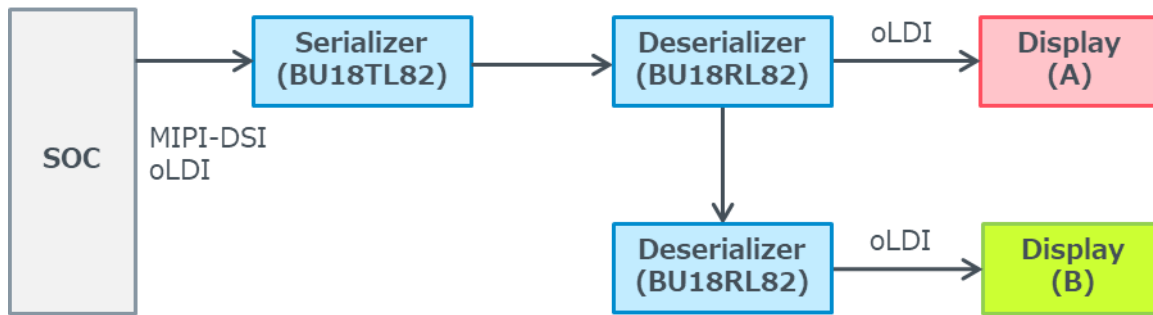 SOC
MIPI-DSI
oLDI
Serializer
(BU18TL82)
Deserializer
(BU18RL82)
oLDI
Display
(A)
Deserializer
(BU18RL82)
oLDI
Display
(B)